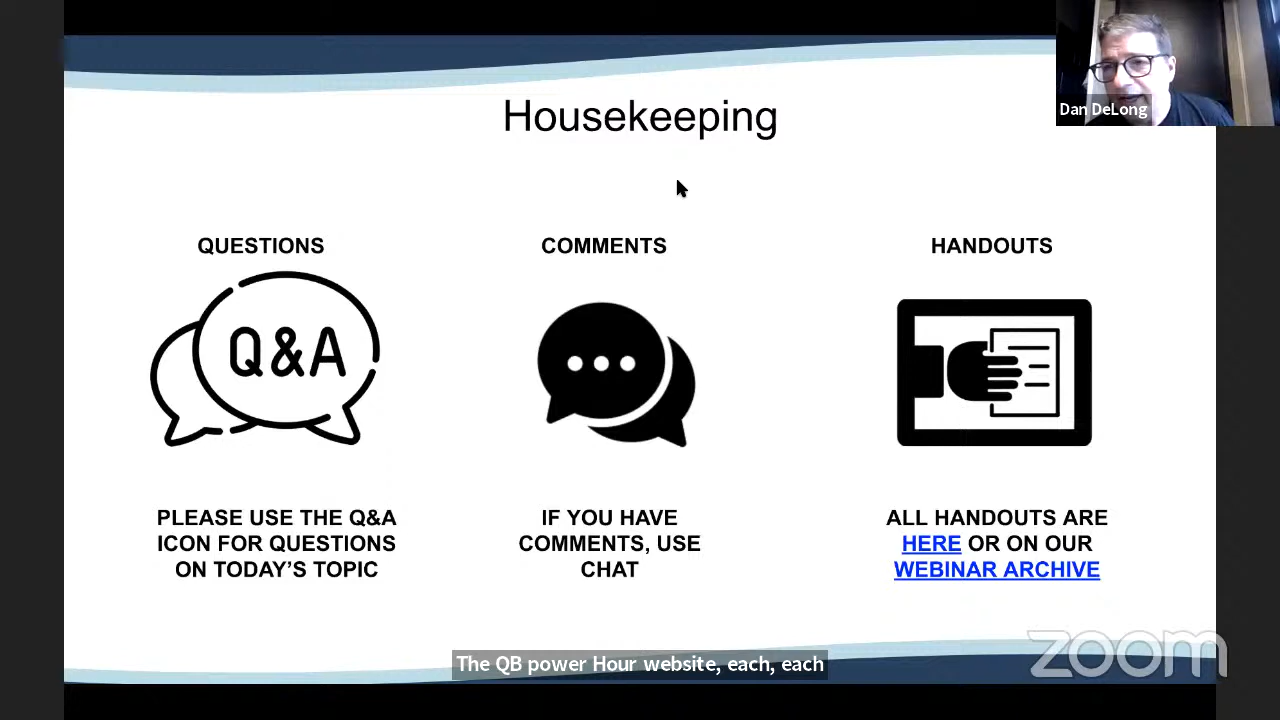 Housekeeping
Dan DeLong
QUESTIONS
COMMENTS
HANDOUTS
Q&A
PLEASE USE THE Q&A
ICON FOR QUESTIONS
ON TODAY’S TOPIC
IF YOU HAVE
COMMENTS, USE
CHAT
ALL HANDOUTS ARE
HERE OR ON OUR
WEBINAR ARCHIVE
The QB power Hour website, each, each
zoom